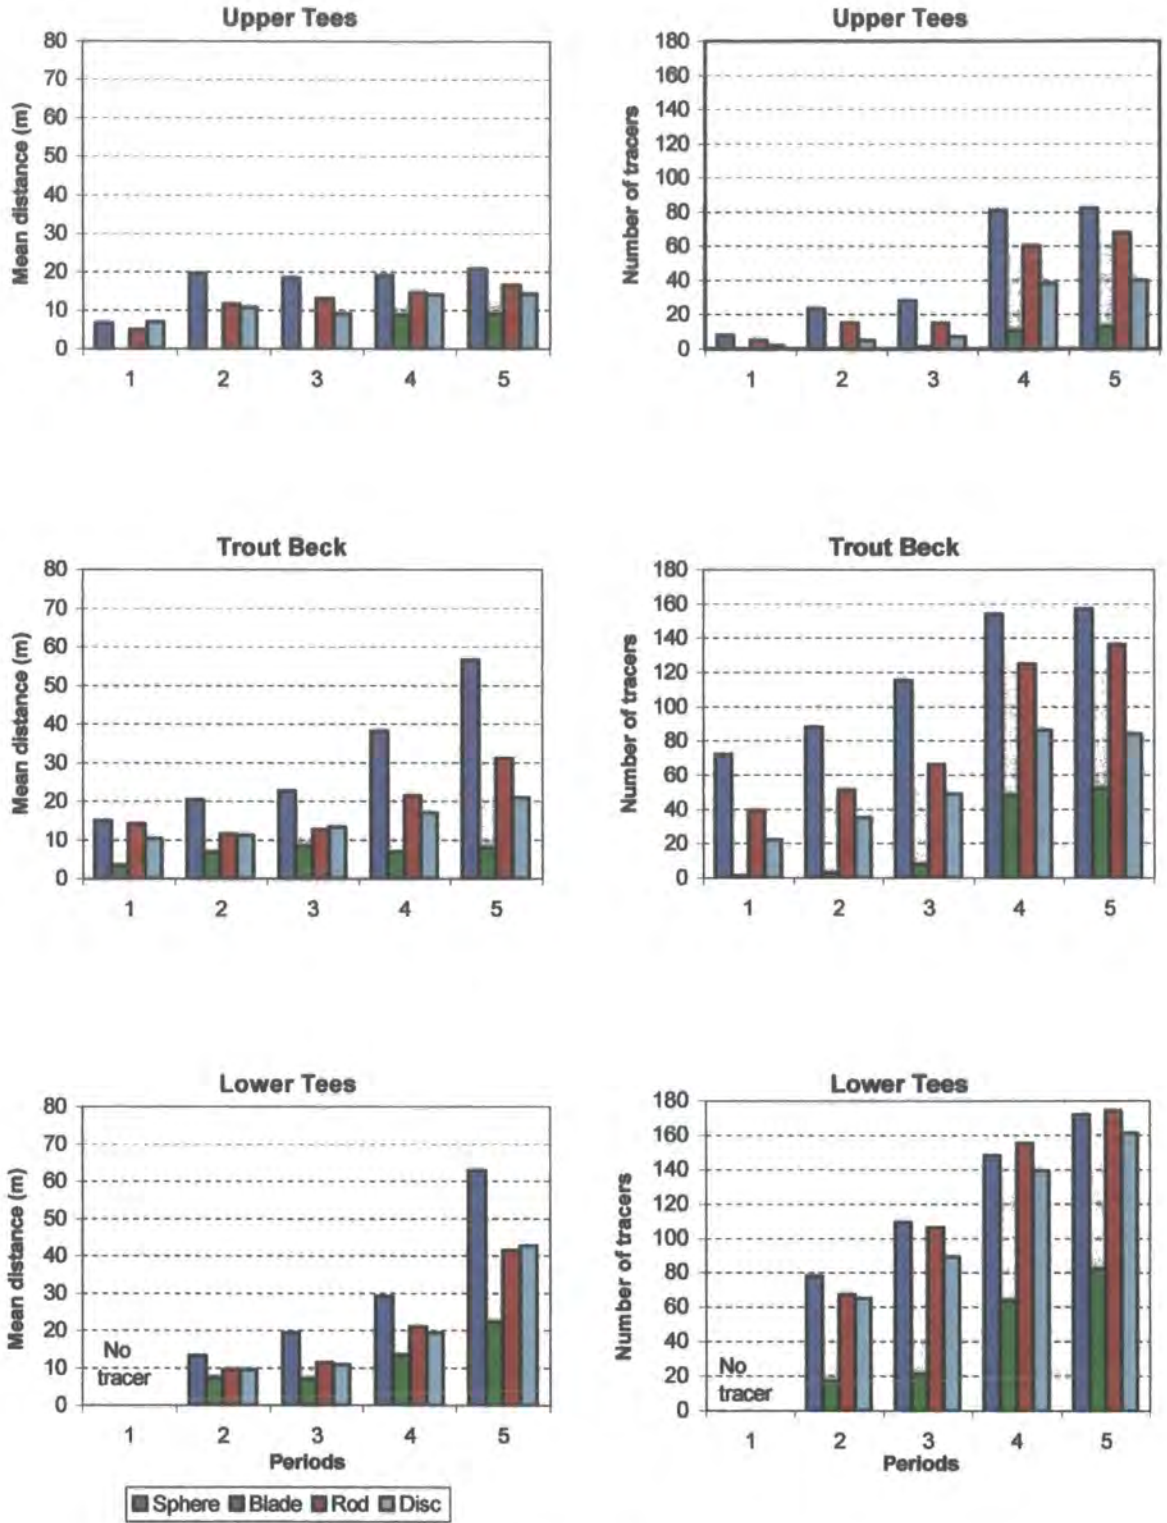 Upper Tees
80
70
60
50
40
30
20
10
0
Mean distance (m)
1 2 3 4 5
Upper Tees
180
160
140
120
100
80
60
40
20
0
Number of tracers
1 2 3 4 5
Trout Beck
80
70
60
50
40
30
20
10
0
Mean distance (m)
1 2 3 4 5
Trout Beck
180
160
140
120
100
80
60
40
20
0
Number of tracers
1 2 3 4 5
Lower Tees
80
70
60
50
40
30
20
10
0
Mean distance (m)
No
tracer
1 2 3 4 5
Periods
Lower Tees
180
160
140
120
100
80
60
40
20
0
Number of tracers
No
tracer
1 2 3 4 5
Periods
Sphere Blade Rod Disc